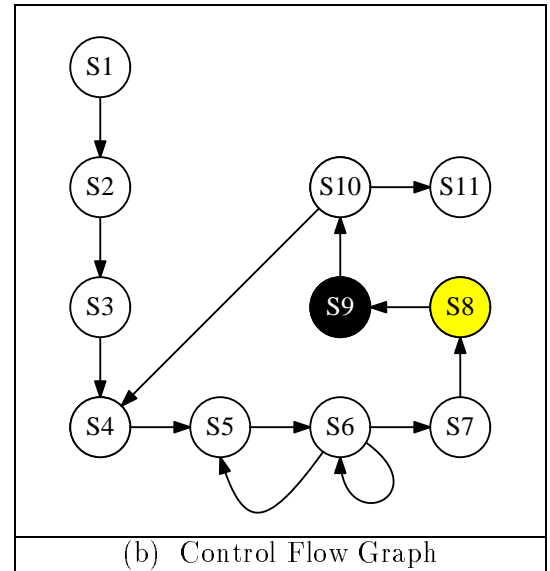 S1
S2
S10
S11
S3
S9
S8
S4
S5
S6
S7
(b) Control Flow Graph